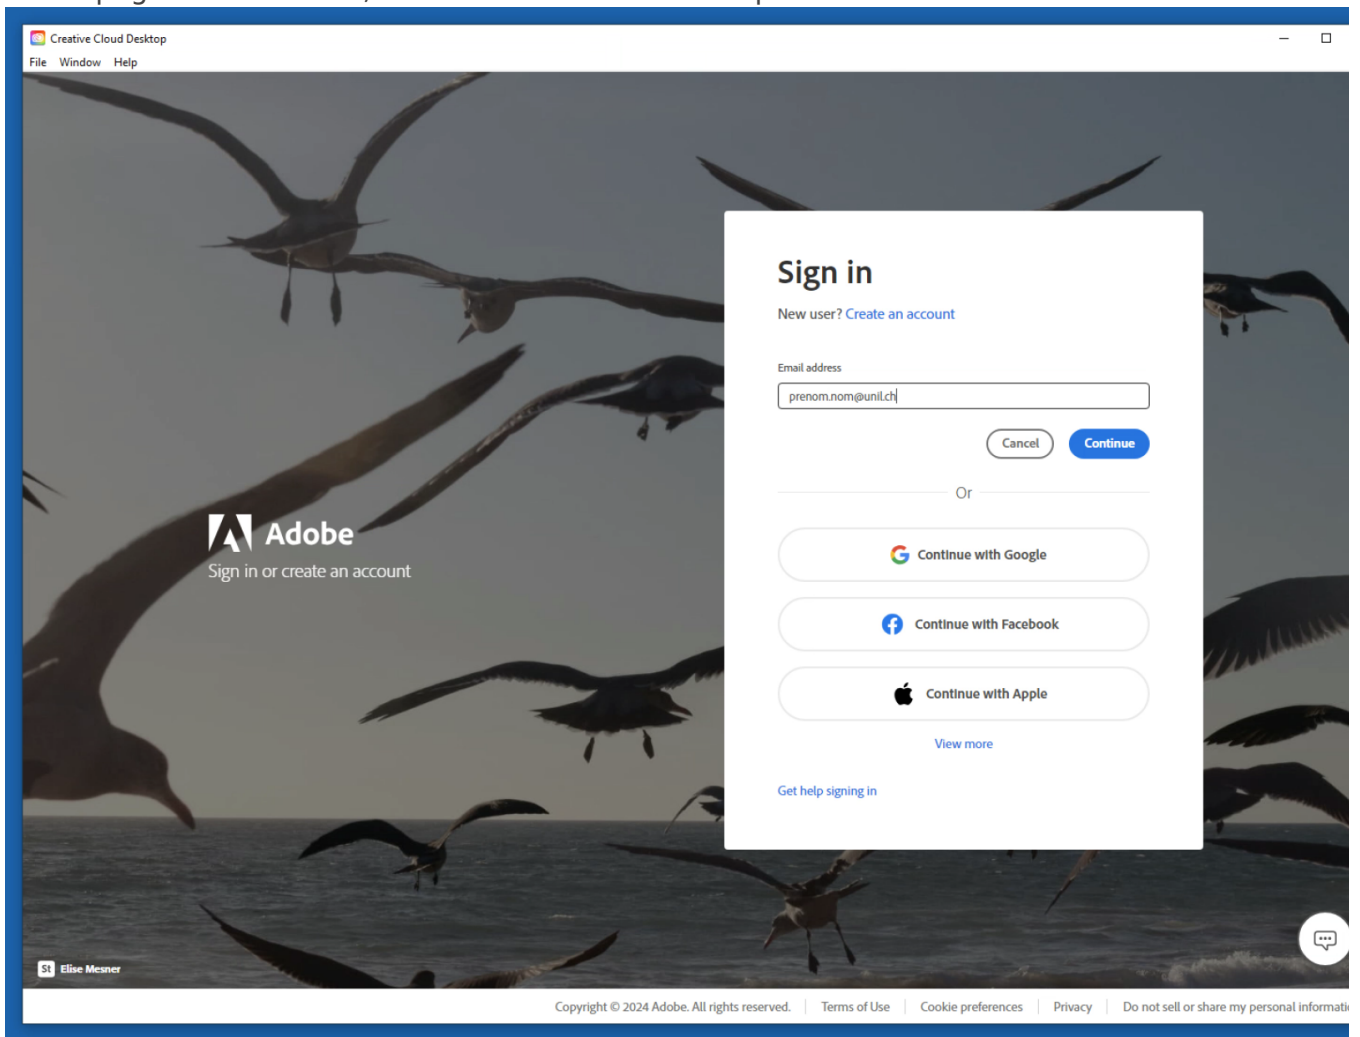 Creative Cloud Desktop
File Window Help
Sign in
New user? Create an account
Email address
prenom.nom@unil.ch
Cancel Continue
Or
Continue with Google
Continue with Facebook
Continue with Apple
View more
Get help signing in
Adobe
Sign in or create an account
St Elise Mesner
Copyright © 2024 Adobe. All rights reserved. Terms of Use Cookie preferences Privacy Do not sell or share my personal informati